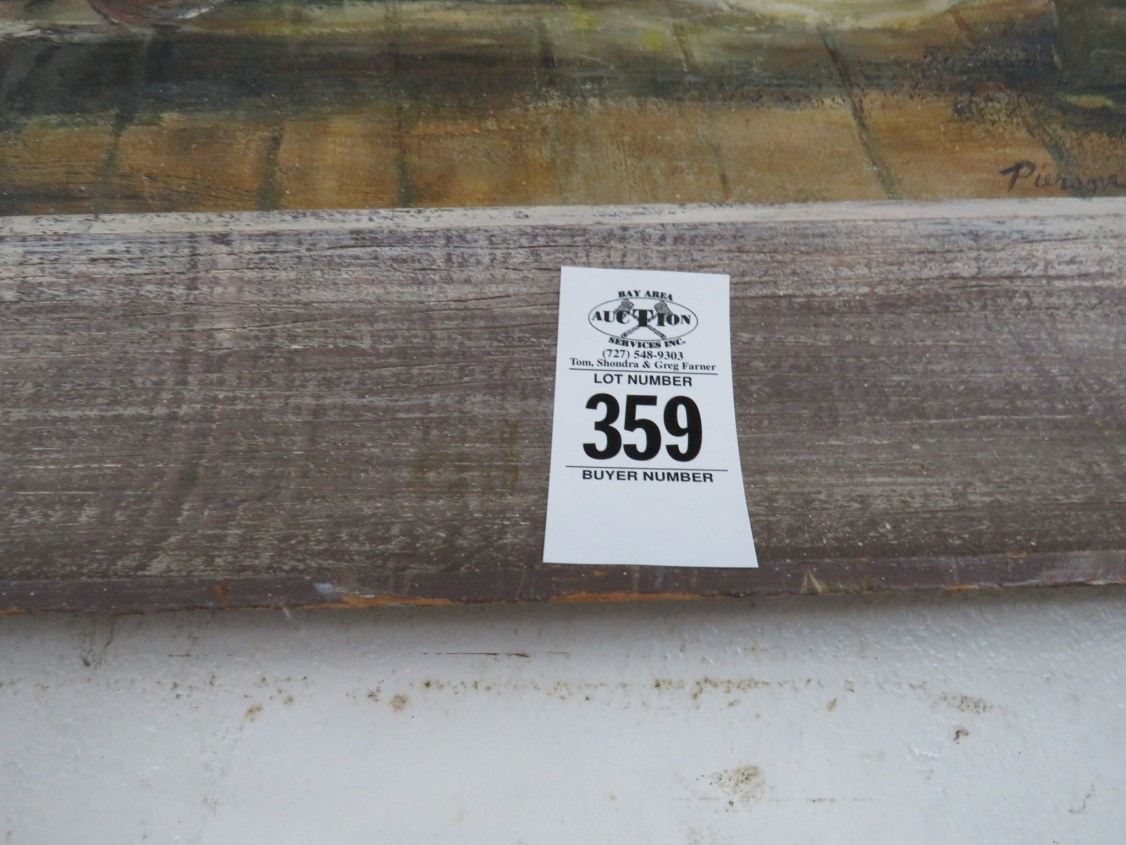 BAY AREA
AUCTION
SERVICES INC.
(727) 548-9303
Tom, Shondra & Greg Farner
LOT NUMBER
359
BUYER NUMBER